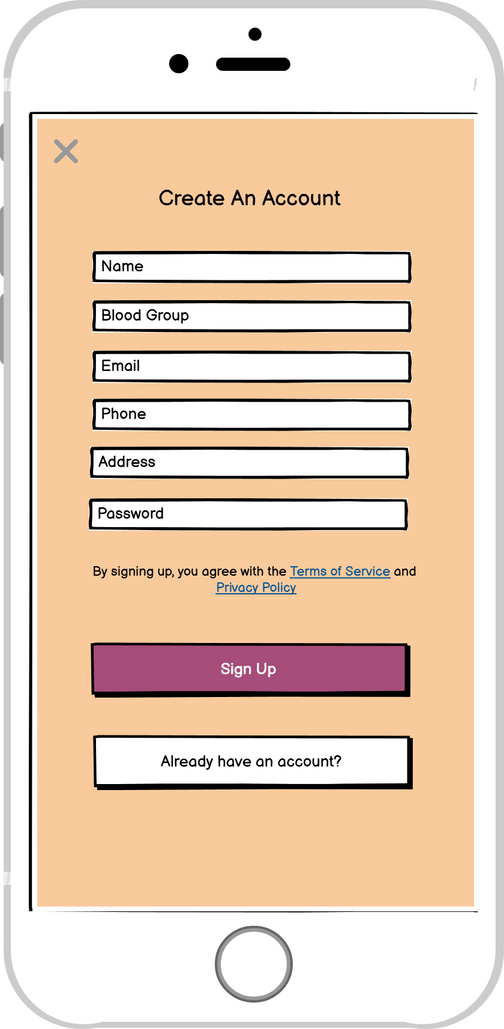 Create An Account
Name
Blood Group
Email
Phone
Address
Password
By signing up, you agree with the Terms of Service and
Privacy Policy
Sign Up
Already have an account?